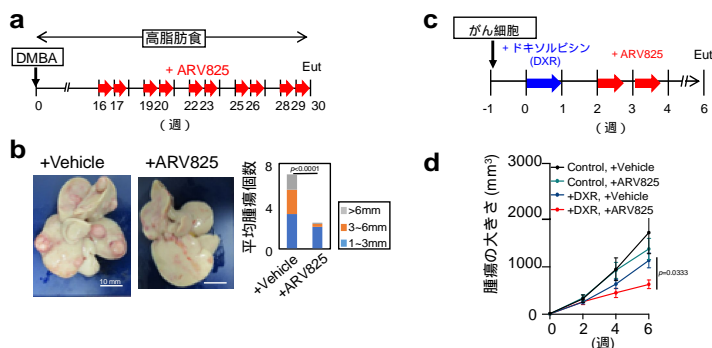 a
高脂肪食
DMBA
+ ARV825
Eut
0 16 17 19 20 22 23 25 26 28 29 30
（週）
b
+Vehicle
+ARV825
10 mm
平均腫瘍個数
8
4
0
p<0.0001
>6mm
3~6mm
1~3mm
+Vehicle
+ARV825
c
がん細胞
+ ドキソルビシン
(DXR)
+ ARV825
-1 0 1 2 3 4 6
（週）
d
腫瘍の大きさ (mm³)
3000
2000
1000
0
Control, +Vehicle
Control, +ARV825
+DXR, +Vehicle
+DXR, +ARV825
p=0.0333
0 2 4 6
（週）